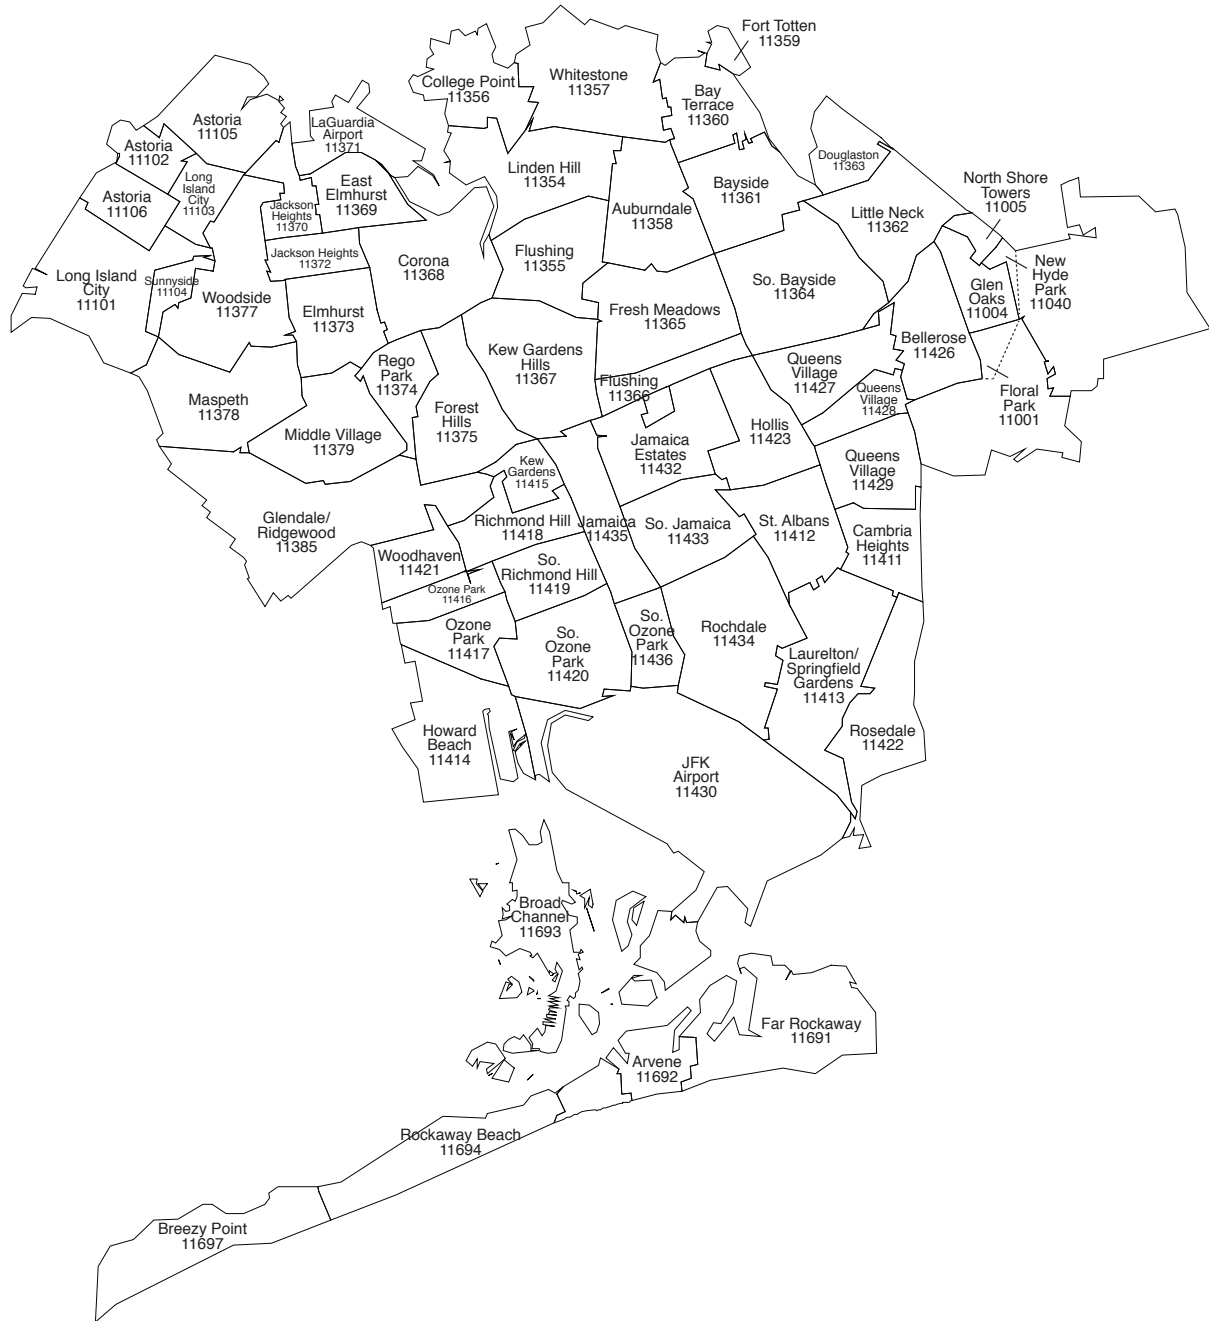 Fort Totten
11359
Whitestone
11357
College Point
11356
Bay
Terrace
11360
Astoria
11105
LaGuardia
Airport
11371
Astoria
11102
Linden Hill
11354
Douglaston
11363
North Shore
Towers
11005
Long
Island
City
11103
East
Elmhurst
11369
Bayside
11361
Astoria
11106
Jackson
Heights
11370
Auburndale
11358
Little Neck
11362
Flushing
11355
Jackson Heights
11372
Corona
11368
Long Island
City
11101
Sunnyside
11104
Woodside
11377
So. Bayside
11364
New
Hyde
Park
11040
Glen
Oaks
11004
Elmhurst
11373
Fresh Meadows
11365
Bellerose
11426
Kew Gardens
Hills
11367
Rego
Park
11374
Queens
Village
11427
Flushing
11366
Queens
Village
11428
Floral
Park
11001
Maspeth
11378
Forest
Hills
11375
Middle Village
11379
Hollis
11423
Jamaica
Estates
11432
Queens
Village
11429
Kew
Gardens
11415
Glendale/
Ridgewood
11385
Richmond Hill
11418
Jamaica
11435
So. Jamaica
11433
St. Albans
11412
Cambria
Heights
11411
Woodhaven
11421
So.
Richmond Hill
11419
Ozone Park
11416
Ozone
Park
11417
So.
Ozone
Park
11420
So.
Ozone
Park
11436
Rochdale
11434
Laurelton/
Springfield
Gardens
11413
Howard
Beach
11414
Rosedale
11422
JFK
Airport
11430
Broad
Channel
11693
Far Rockaway
11691
Arvene
11692
Rockaway Beach
11694
Breezy Point
11697